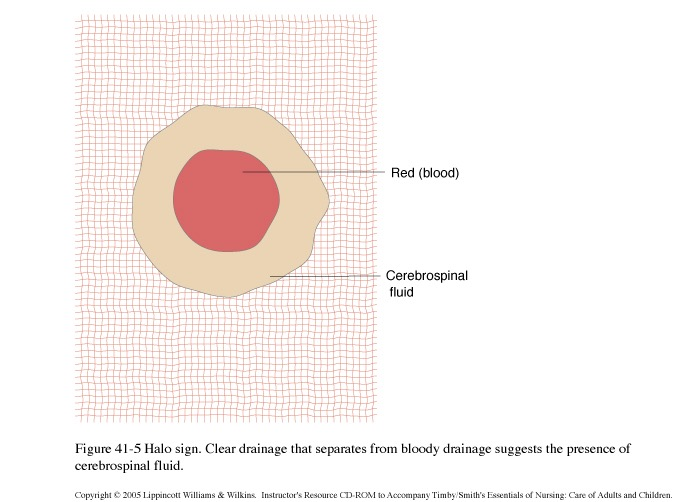 Red (blood)
Cerebrospinal
fluid
Figure 41-5 Halo sign. Clear drainage that separates from bloody drainage suggests the presence of
cerebrospinal fluid.
Copyright © 2005 Lippincott Williams & Wilkins. Instructor's Resource CD-ROM to Accompany Timby/Smith's Essentials of Nursing: Care of Adults and Children.